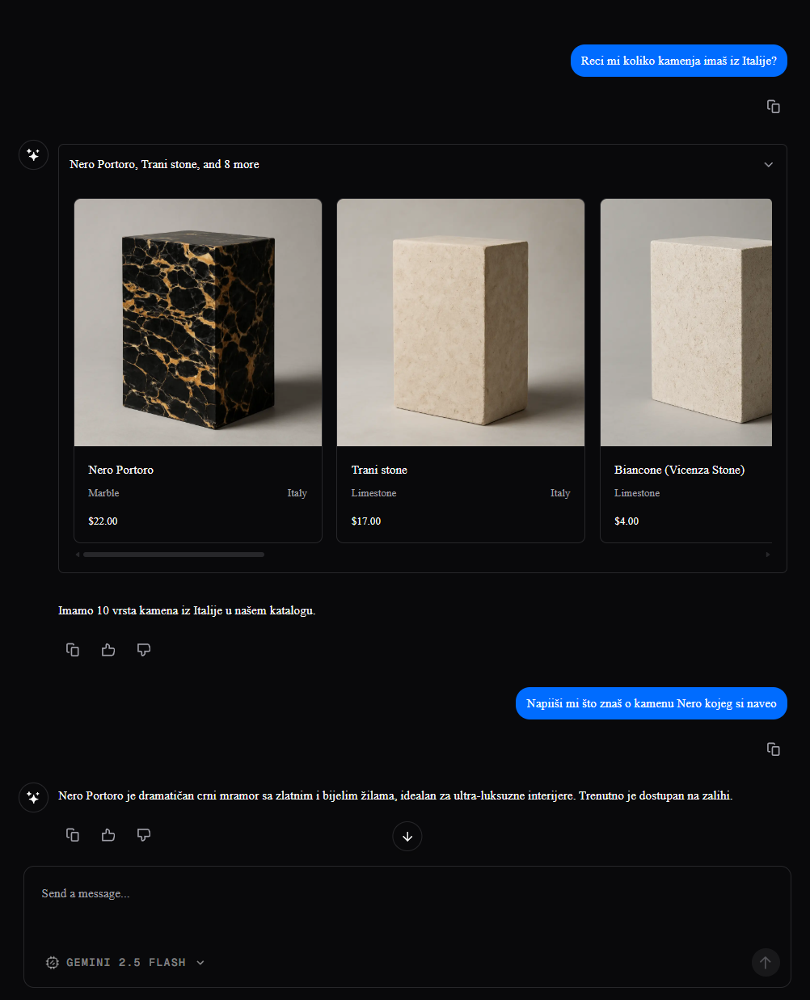 Reci mi koliko kamenja imaš iz Italije?
Nero Portoro, Trani stone, and 8 more
Nero Portoro
Marble Italy
$22.00
Trani stone
Limestone Italy
$17.00
Biancone (Vicenza Stone)
Limestone
$4.00
Imamo 10 vrsta kamena iz Italije u našem katalogu.
Napiiši mi što znaš o kamenu Nero kojeg si naveo
Nero Portoro je dramatičan crni mramor sa zlatnim i bijelim žilama, idealan za ultra-luksuzne interijere. Trenutno je dostupan na zalihi.
Send a message...
GEMINI 2.5 FLASH